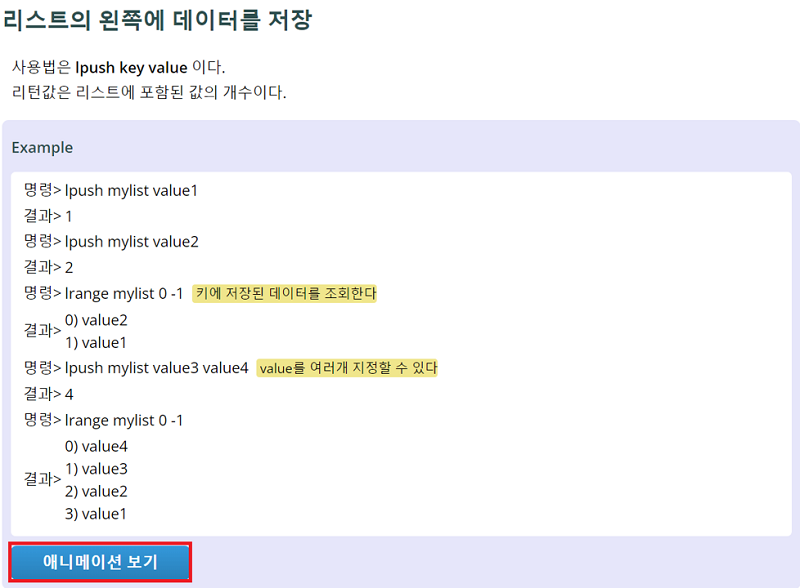 리스트의 왼쪽에 데이터를 저장
사용법은 lpush key value 이다.
리턴값은 리스트에 포함된 값의 개수이다.
Example
명령> lpush mylist value1
결과> 1
명령> lpush mylist value2
결과> 2
명령> lrange mylist 0 -1 키에 저장된 데이터를 조회한다
결과> 0) value2
1) value1
명령> lpush mylist value3 value4 value를 여러개 지정할 수 있다
결과> 4
명령> lrange mylist 0 -1
결과> 0) value4
1) value3
2) value2
3) value1
애니메이션 보기